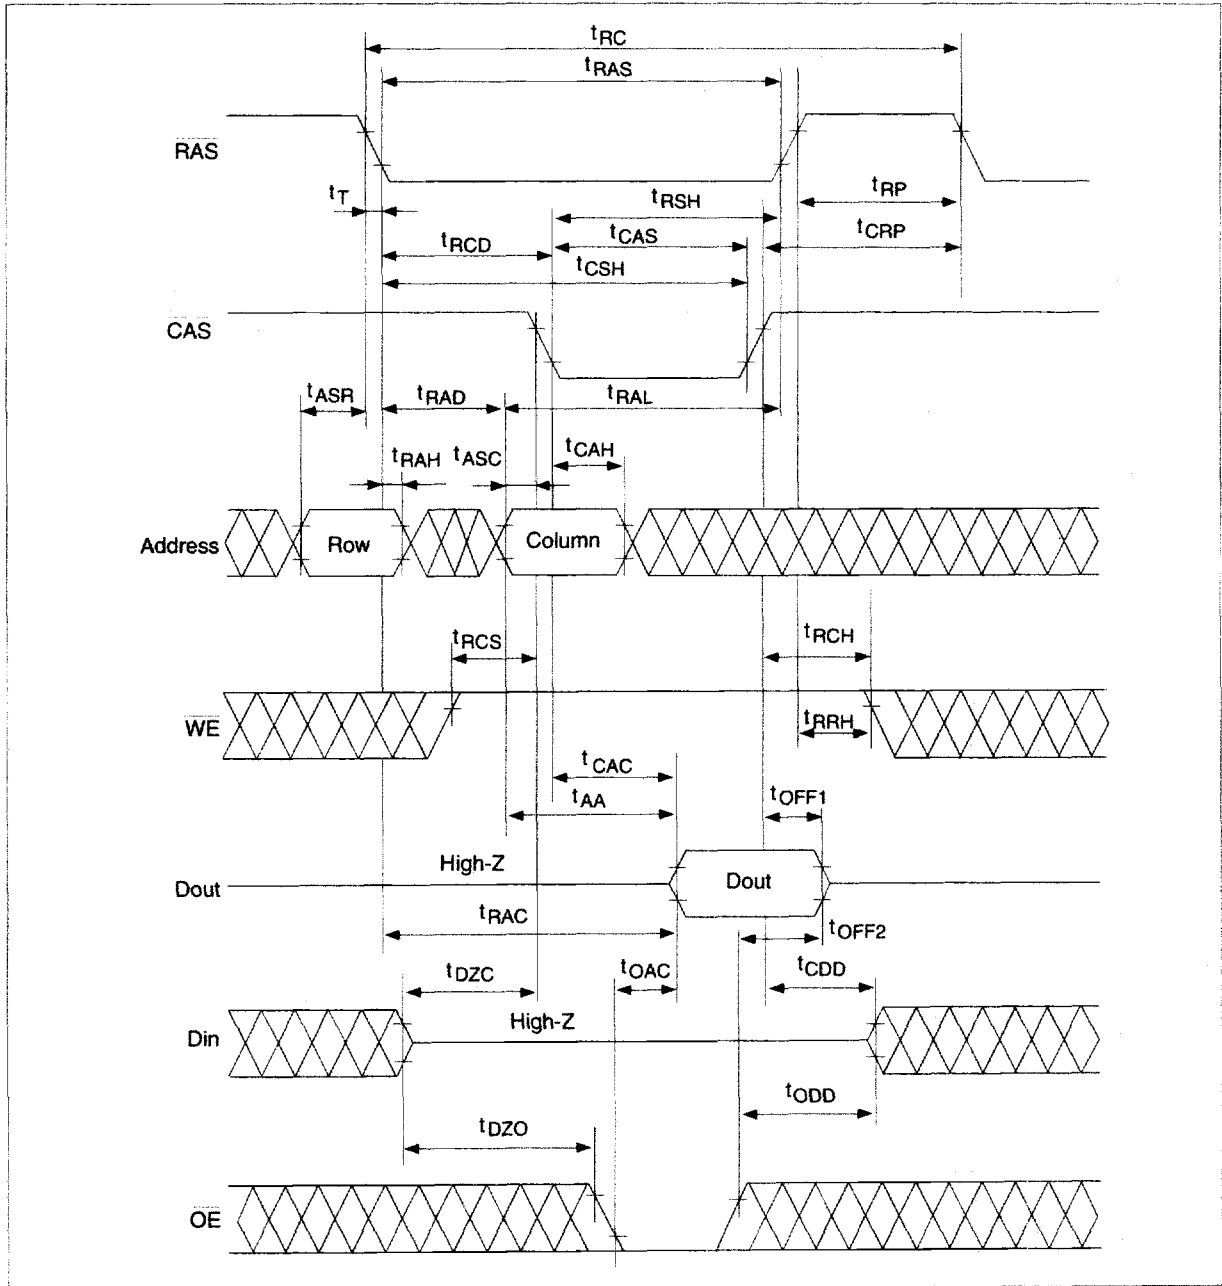 tRC
tRAS
RAS
tT
tRSH
tRP
tRCD
tCAS
tCRP
tCSH
CAS
tASR
tRAD
tRAL
tRAH
tASC
tCAH
Address
Row
Column
tRCS
tRCH
WE
tRRH
tCAC
tAA
tOFF1
High-Z
Dout
Dout
tRAC
tOFF2
tDZC
tOAC
tCDD
Din
High-Z
tODD
tDZO
OE